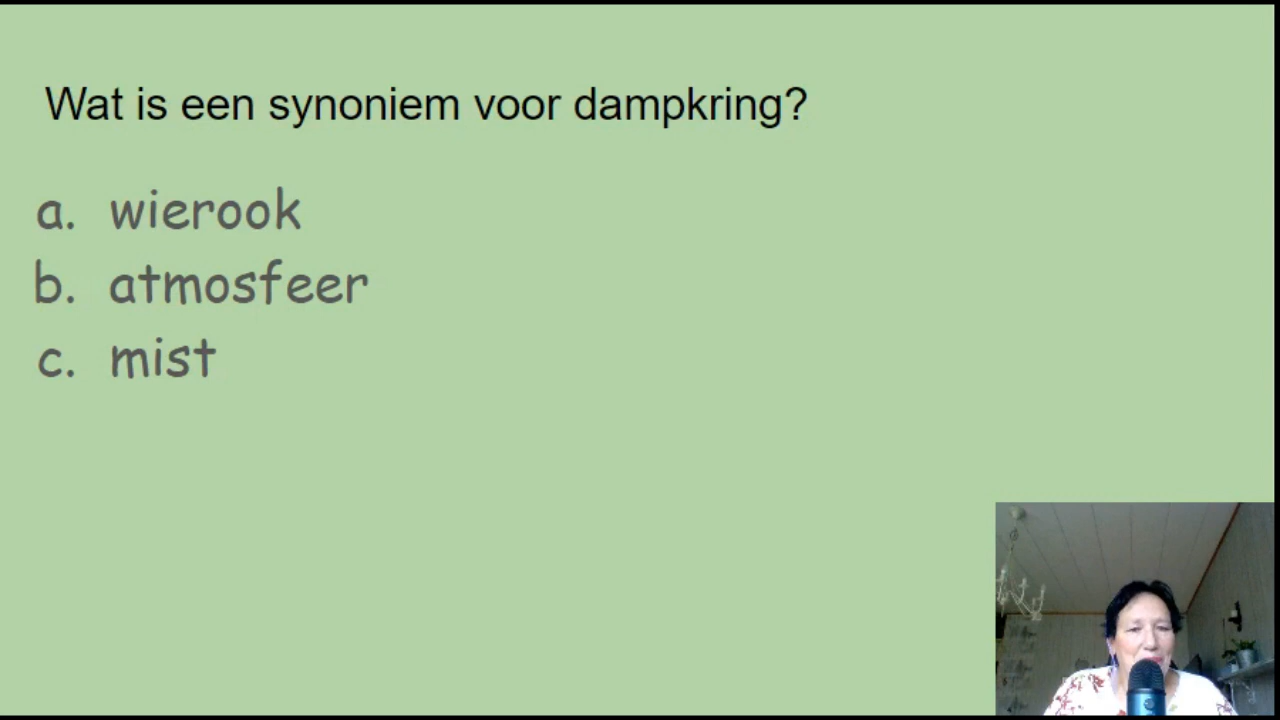 Wat is een synoniem voor dampkring?
a. wierook
b. atmosfeer
c. mist